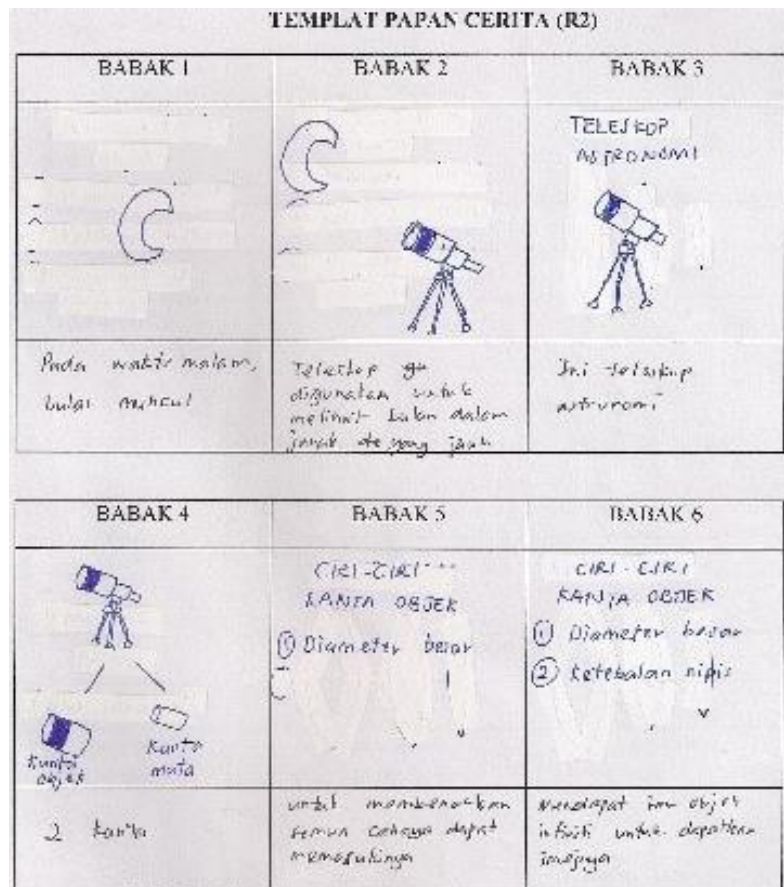 TEMPLAT PAPAN CERITA (R2)
BABAK 1
BABAK 2
BABAK 3
TELESKOP
ASTRONOMI
Pada waktu malam,
bulan muncul
Teleskop
digunakan untuk
melihat bulan dalam
jarak yang jauh
Ini teleskop
astronomi
BABAK 4
BABAK 5
BABAK 6
Kanta
objek
Kanta
mata
CIRI-CIRI
KANTA OBJEK
① Diameter besar
CIRI-CIRI
KANTA OBJEK
① Diameter besar
② Ketebalan nipis
2 kanta
untuk membenarkan
semua cahaya dapat
memasukinya
Mendapat objek
infiniti untuk dapatkan
imejnya